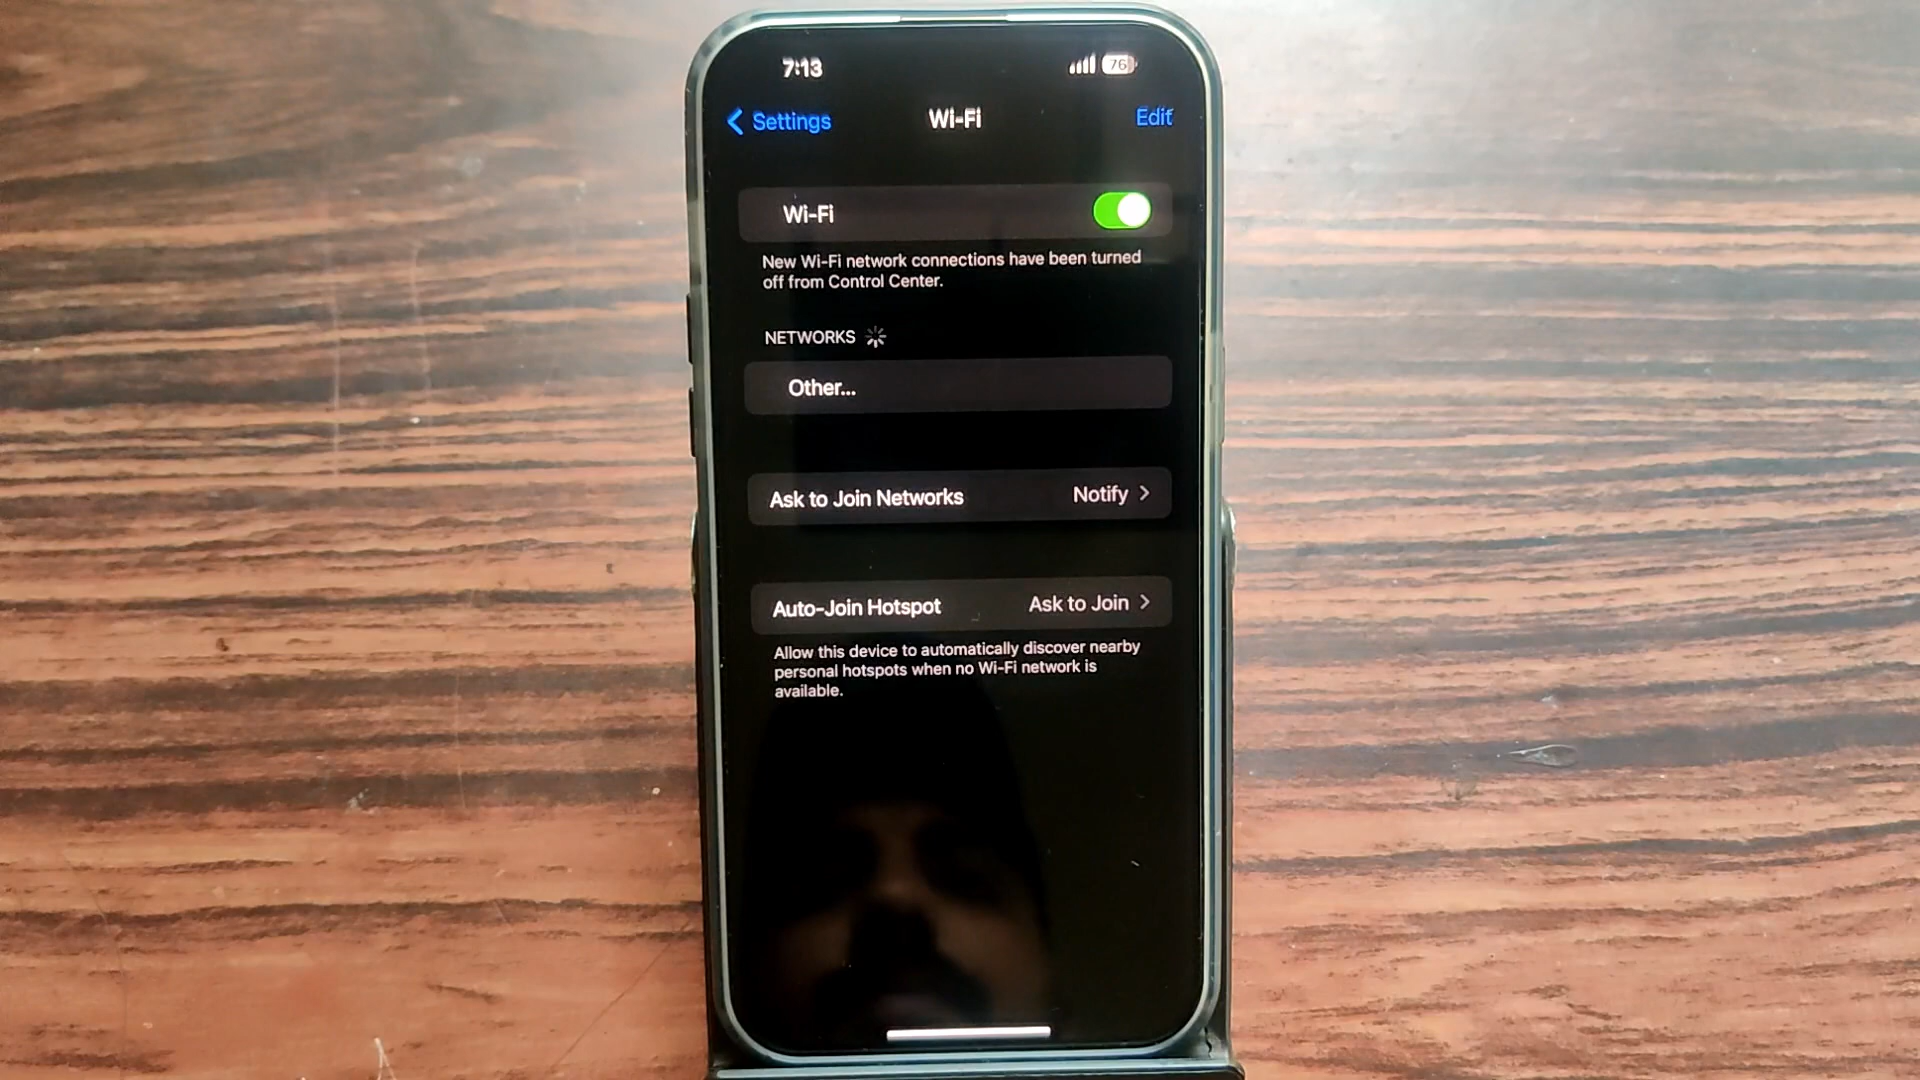 7:13
76
Settings
Wi-Fi
Edit
Wi-Fi
New Wi-Fi network connections have been turned
off from Control Center.
NETWORKS
Other...
Ask to Join Networks Notify
Auto-Join Hotspot Ask to Join
Allow this device to automatically discover nearby
personal hotspots when no Wi-Fi network is
available.